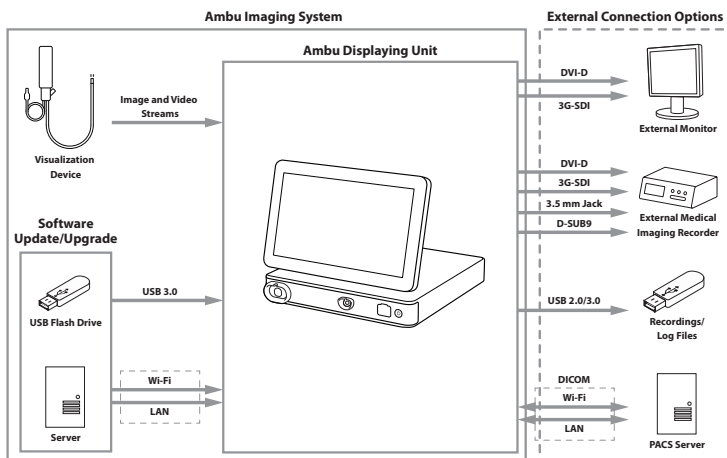 Ambu Imaging System
External Connection Options
Ambu Displaying Unit
Image and Video
Streams
Visualization
Device
Software
Update/Upgrade
USB Flash Drive
USB 3.0
Wi-Fi
LAN
Server
DVI-D
3G-SDI
External Monitor
DVI-D
3G-SDI
3.5 mm Jack
D-SUB9
External Medical
Imaging Recorder
USB 2.0/3.0
Recordings/
Log Files
DICOM
Wi-Fi
LAN
PACS Server